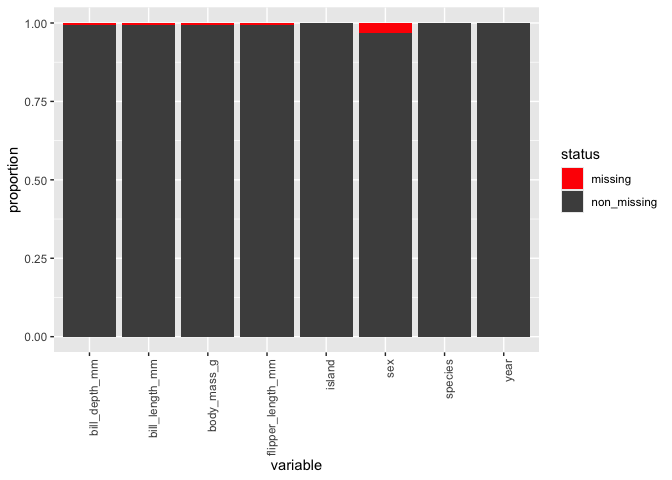 1.00
0.75
0.50
0.25
0.00
proportion
bill_depth_mm
bill_length_mm
body_mass_g
flipper_length_mm
island
sex
species
year
variable
status
missing
non_missing